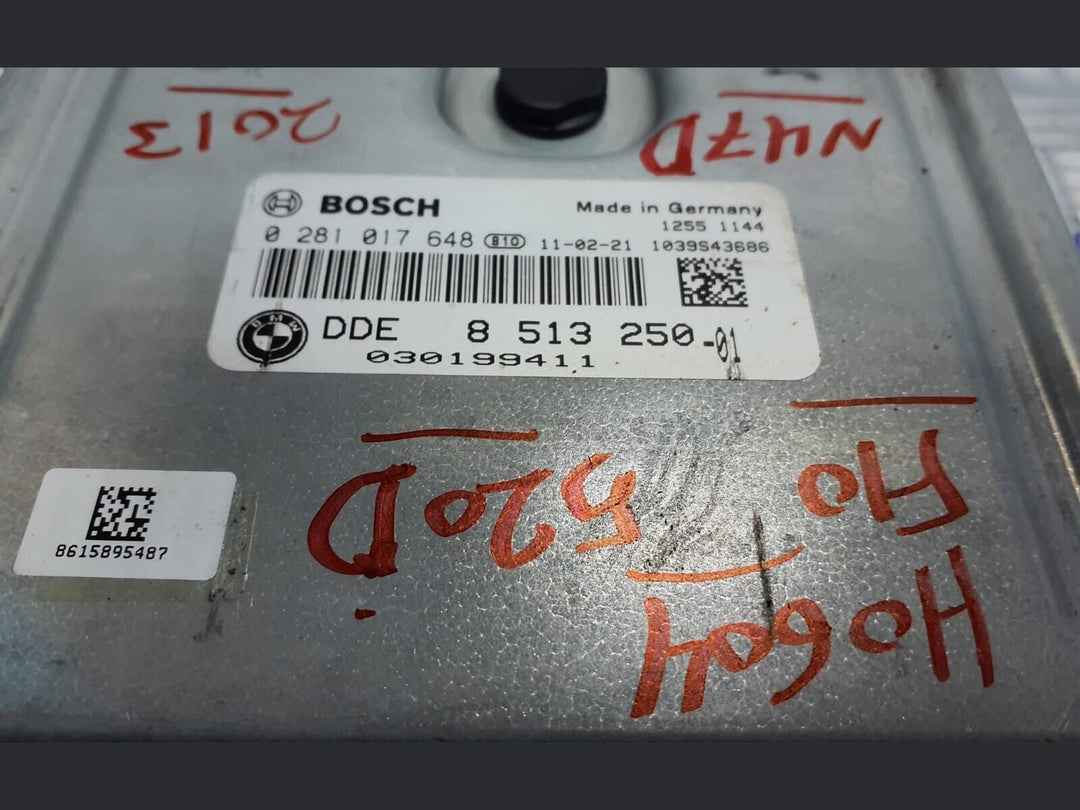 2013
N47D
BOSCH
Made in Germany
1255 1144
0 281 017 648 810 11-02-21 1039S43686
BMW
DDE 8 513 250-01
030199411
520D
F10
8615895487